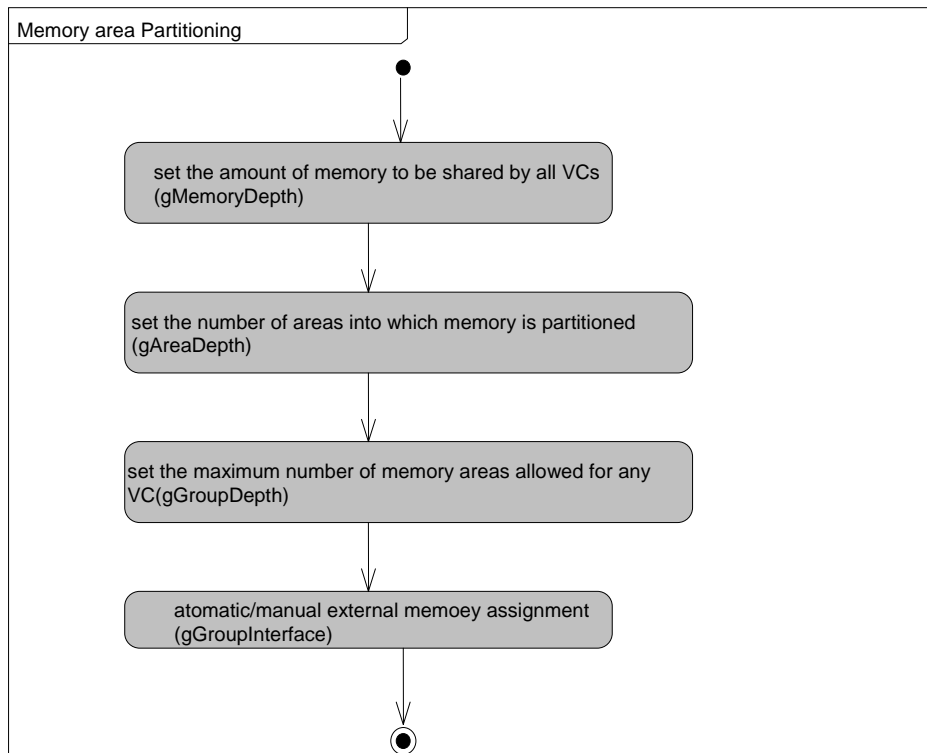 Memory area Partitioning
set the amount of memory to be shared by all VCs
(gMemoryDepth)
set the number of areas into which memory is partitioned
(gAreaDepth)
set the maximum number of memory areas allowed for any
VC(gGroupDepth)
atomatic/manual external memoey assignment
(gGroupInterface)